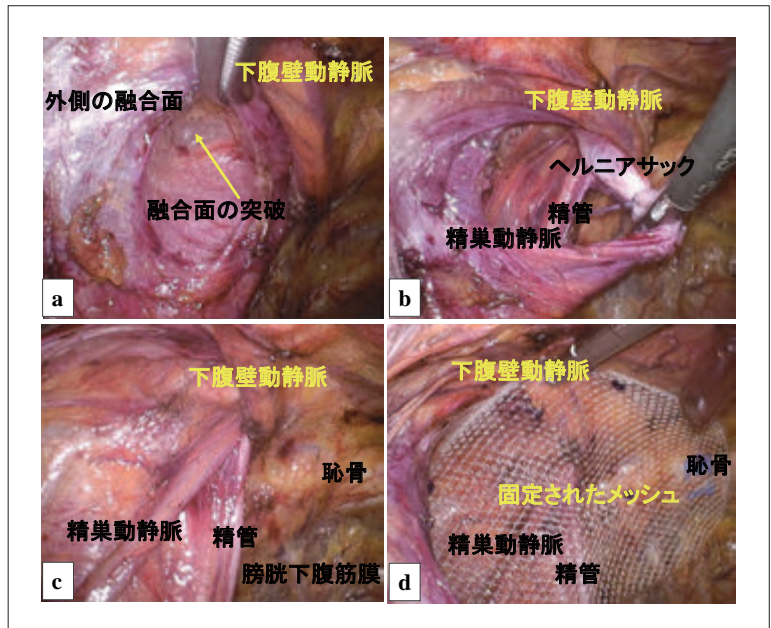 下腹壁動静脈
外側の融合面
融合面の突破
a
下腹壁動静脈
ヘルニアサック
精管
精巣動静脈
b
下腹壁動静脈
恥骨
精巣動静脈
精管
膀胱下腹筋膜
c
下腹壁動静脈
恥骨
固定されたメッシュ
精巣動静脈
精管
d